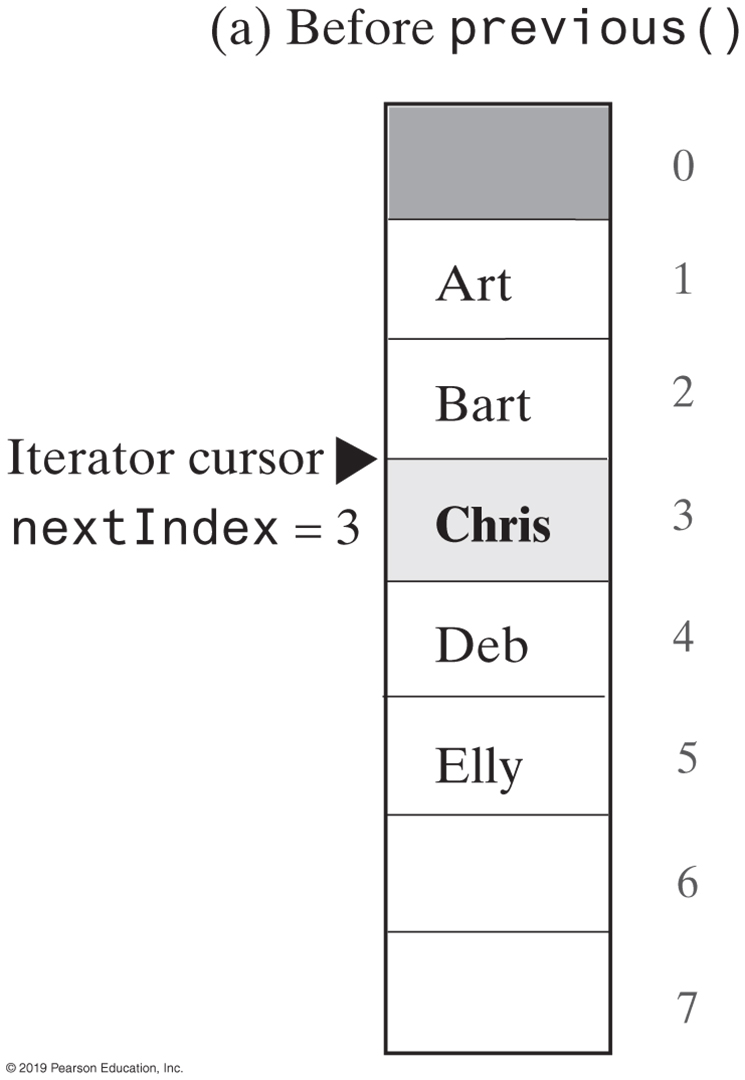 (a) Before previous()
0
Art 1
Bart 2
Iterator cursor
Chris 3
nextIndex = 3
Deb 4
Elly 5
6
7
© 2019 Pearson Education, Inc.